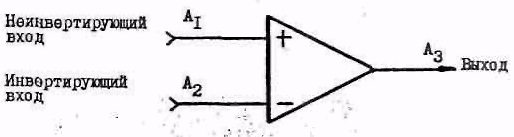 Неинвертирующий
вход
A1
+
A3
Выход
Инвертирующий
вход
A2
−